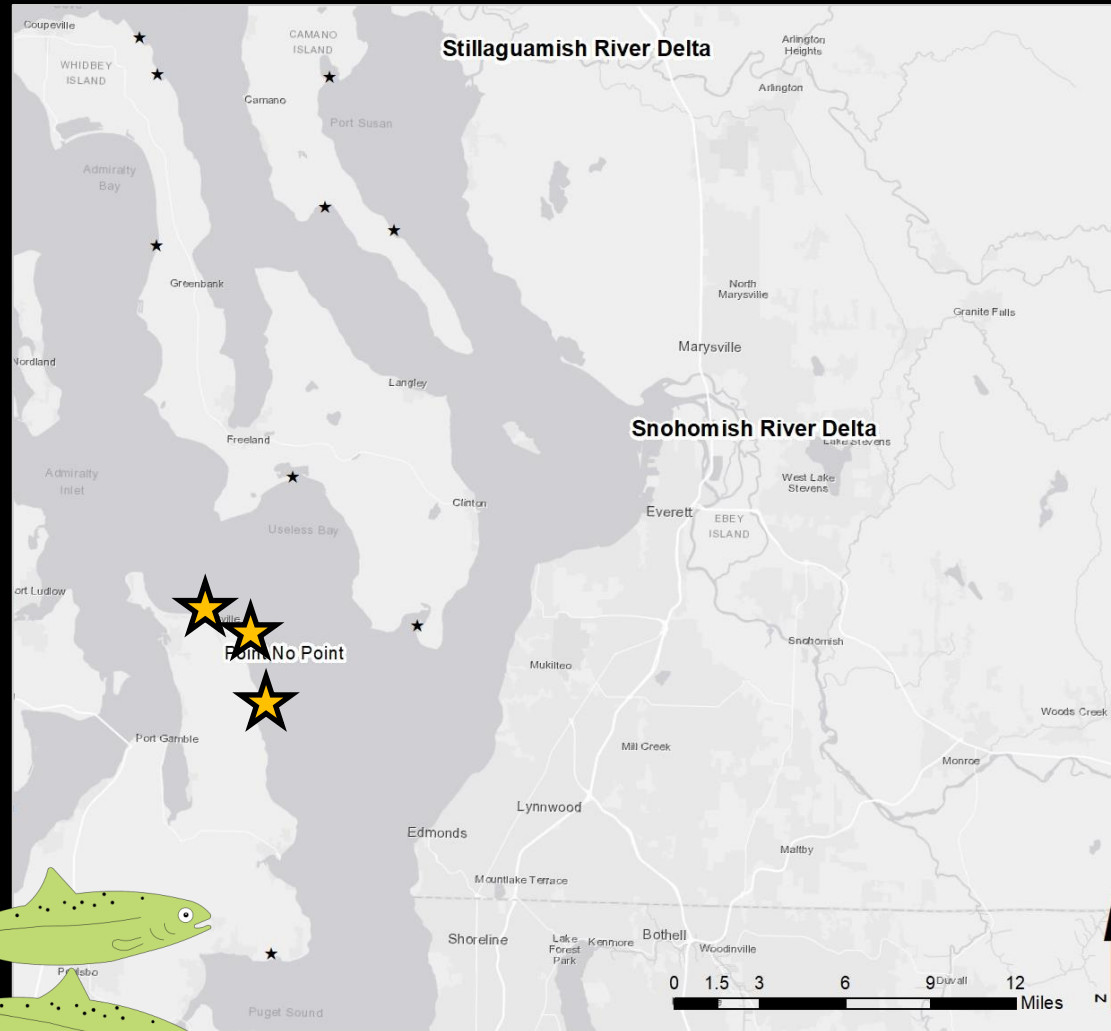 Coupeville
WHIDBEY
ISLAND
CAMANO
ISLAND
Stillaguamish River Delta
Arlington
Heights
Arlington
Camano
Port Susan
Admiralty
Bay
Greenbank
North
Marysville
Granite Falls
Nordland
Marysville
Langley
Snohomish River Delta
Lake Stevens
Freeland
Admiralty
Inlet
West Lake
Stevens
Clinton
Everett
EBEY
ISLAND
Useless Bay
ort Ludlow
ville
Point No Point
Snohomish
Mukilteo
Woods Creek
Port Gamble
Mill Creek
Monroe
Lynnwood
Edmonds
Maltby
Mountlake Terrace
Shoreline
Lake
Forest
Park
Kenmore
Bothell
Woodinville
Duvall
0 1.5 3 6 9 12
Miles
Puget Sound
N